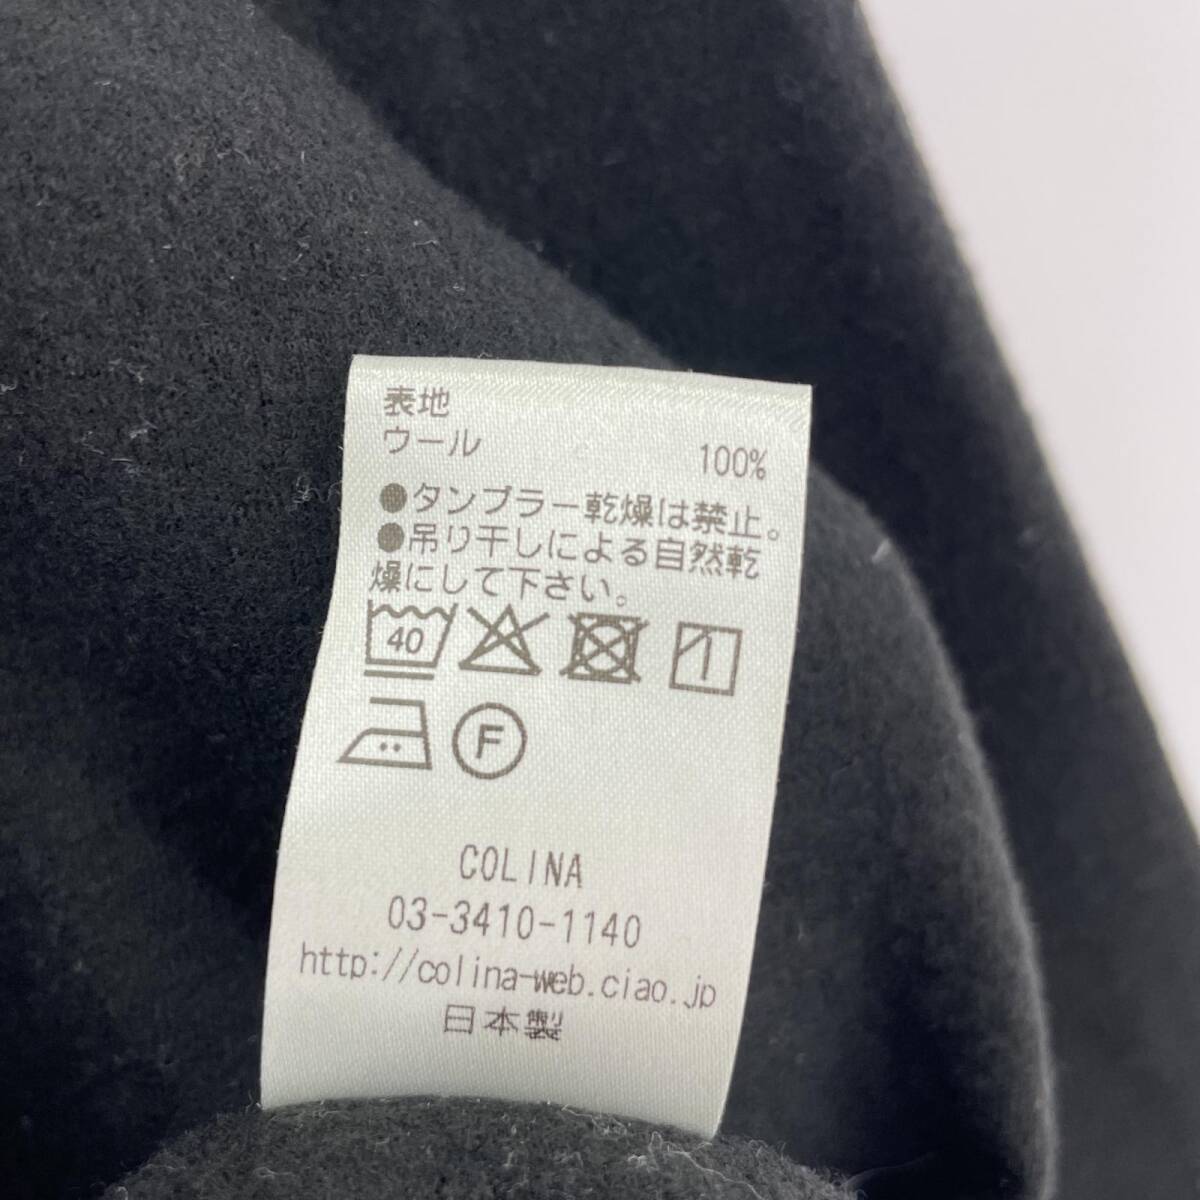 表地
ウール 100%
●タンブラー乾燥は禁止。
●吊り干しによる自然乾
燥にして下さい。
40
F
COLINA
03-3410-1140
http://colina-web.ciao.jp
日本製